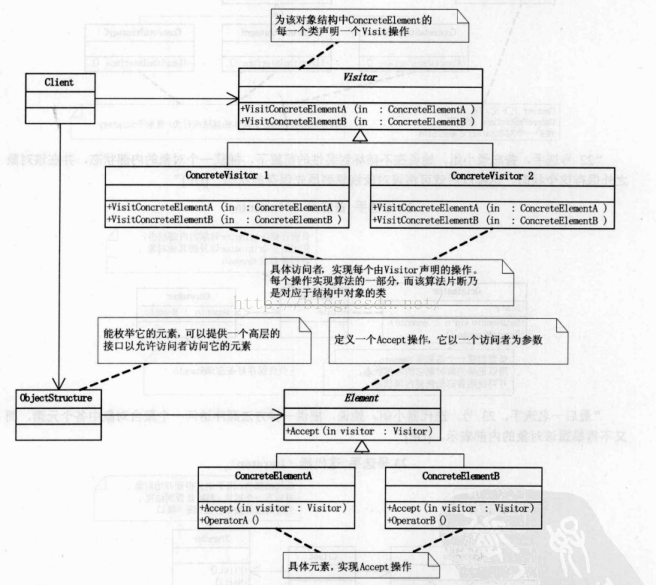 为该对象结构中ConcreteElement的
每一个类声明一个Visit操作
Client
Visitor
+VisitConcreteElementA (in : ConcreteElementA )
+VisitConcreteElementB (in : ConcreteElementB )
ConcreteVisitor 1
+VisitConcreteElementA (in : ConcreteElementA )
+VisitConcreteElementB (in : ConcreteElementB )
ConcreteVisitor 2
+VisitConcreteElementA (in : ConcreteElementA )
+VisitConcreteElementB (in : ConcreteElementB )
具体访问者，实现每个由Visitor声明的操作。
每个操作实现算法的一部分，而该算法片断乃
是对应于结构中对象的类
http://blog.csdn.net/
能枚举它的元素，可以提供一个高层的
接口以允许访问者访问它的元素
定义一个Accept操作，它以一个访问者为参数
ObjectStructure
Element
+Accept(in visitor : Visitor)
ConcreteElementA
+Accept(in visitor : Visitor)
+OperatorA()
ConcreteElementB
+Accept(in visitor : Visitor)
+OperatorB()
具体元素，实现Accept操作